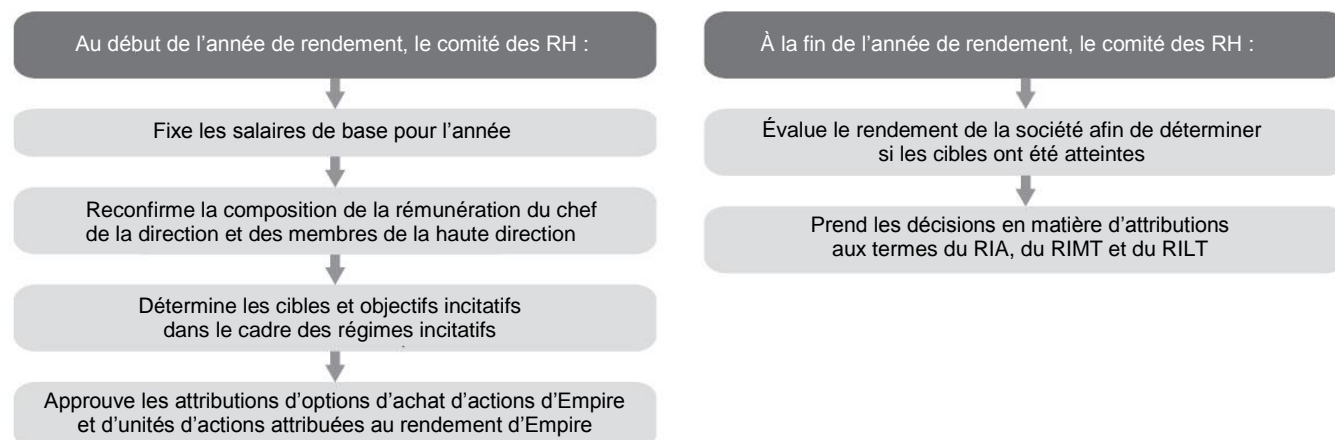 Au début de l’année de rendement, le comité des RH :
Fixe les salaires de base pour l’année
Reconfirme la composition de la rémunération du chef
de la direction et des membres de la haute direction
Détermine les cibles et objectifs incitatifs
dans le cadre des régimes incitatifs
Approuve les attributions d’options d’achat d’actions d’Empire
et d’unités d’actions attribuées au rendement d’Empire
À la fin de l’année de rendement, le comité des RH :
Évalue le rendement de la société afin de déterminer
si les cibles ont été atteintes
Prend les décisions en matière d’attributions
aux termes du RIA, du RIMT et du RILT